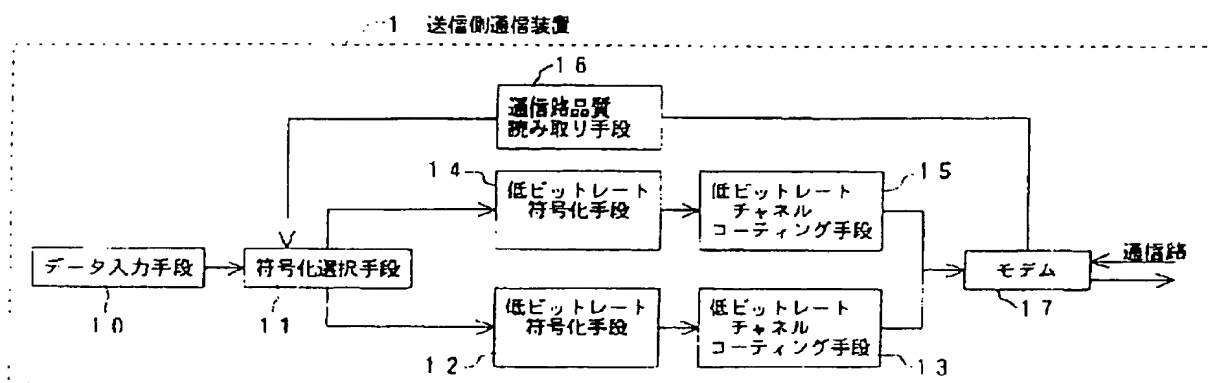 1 送信側通信装置
16
通信路品質
読み取り手段
14
低ビットレート
符号化手段
15
低ビットレート
チャネル
コーティング手段
データ入力手段
10
符号化選択手段
11
モデム
17
通信路
低ビットレート
符号化手段
12
低ビットレート
チャネル
コーティング手段
13